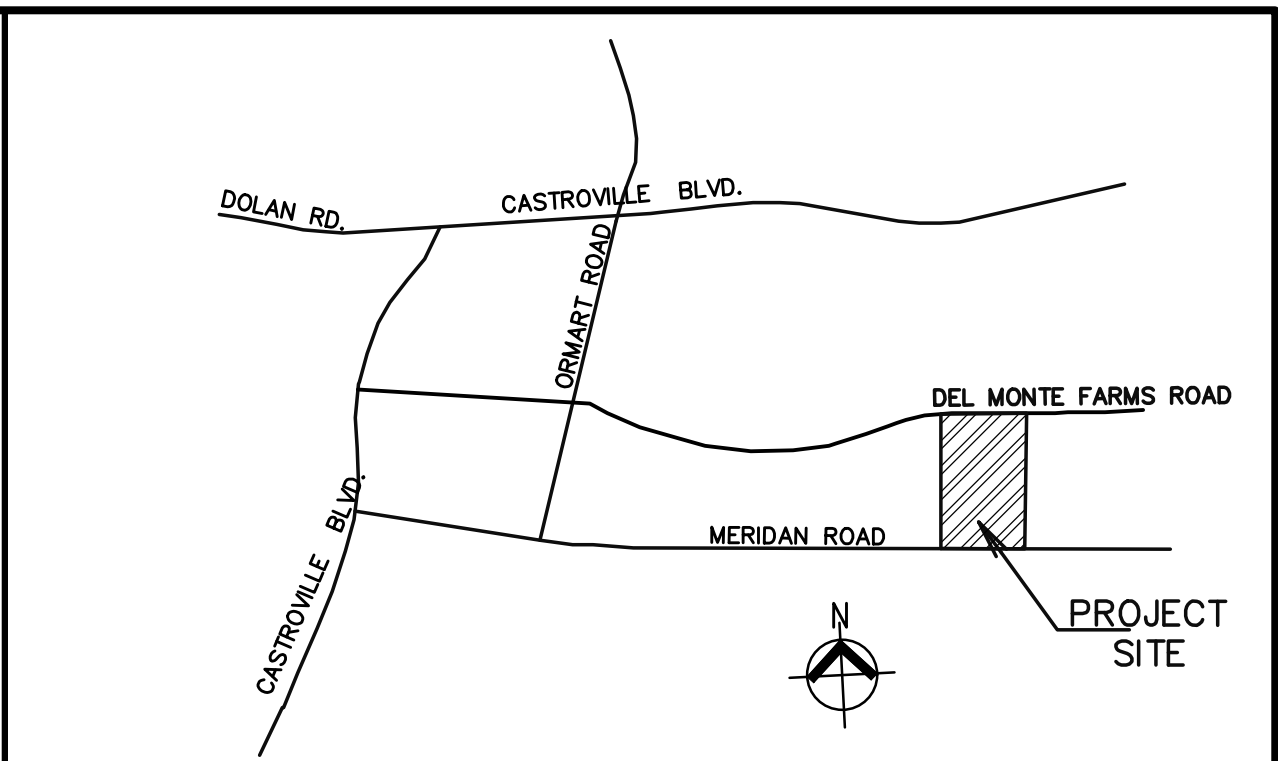 DOLAN RD.
CASTROVILLE BLVD.
ORMART ROAD
DEL MONTE FARMS ROAD
CASTROVILLE BLVD.
MERIDAN ROAD
N
PROJECT
SITE